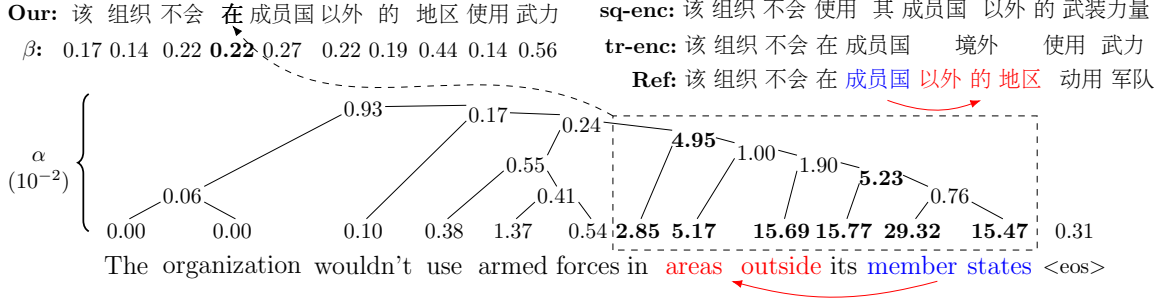 Our: 该 组织 不会 在 成员国 以外 的 地区 使用 武力
β: 0.17 0.14 0.22 0.22 0.27 0.22 0.19 0.44 0.14 0.56
sq-enc: 该 组织 不会 使用 其 成员国 以外 的 武装力量
tr-enc: 该 组织 不会 在 成员国 境外 使用 武力
Ref: 该 组织 不会 在 成员国 以外 的 地区 动用 军队
α
(10⁻²)
0.93 0.17 0.24 4.95 1.00 1.90 5.23 0.76
0.55
0.06 0.41
0.00 0.00 0.10 0.38 1.37 0.54 2.85 5.17 15.69 15.77 29.32 15.47 0.31
The organization wouldn't use armed forces in areas outside its member states <eos>